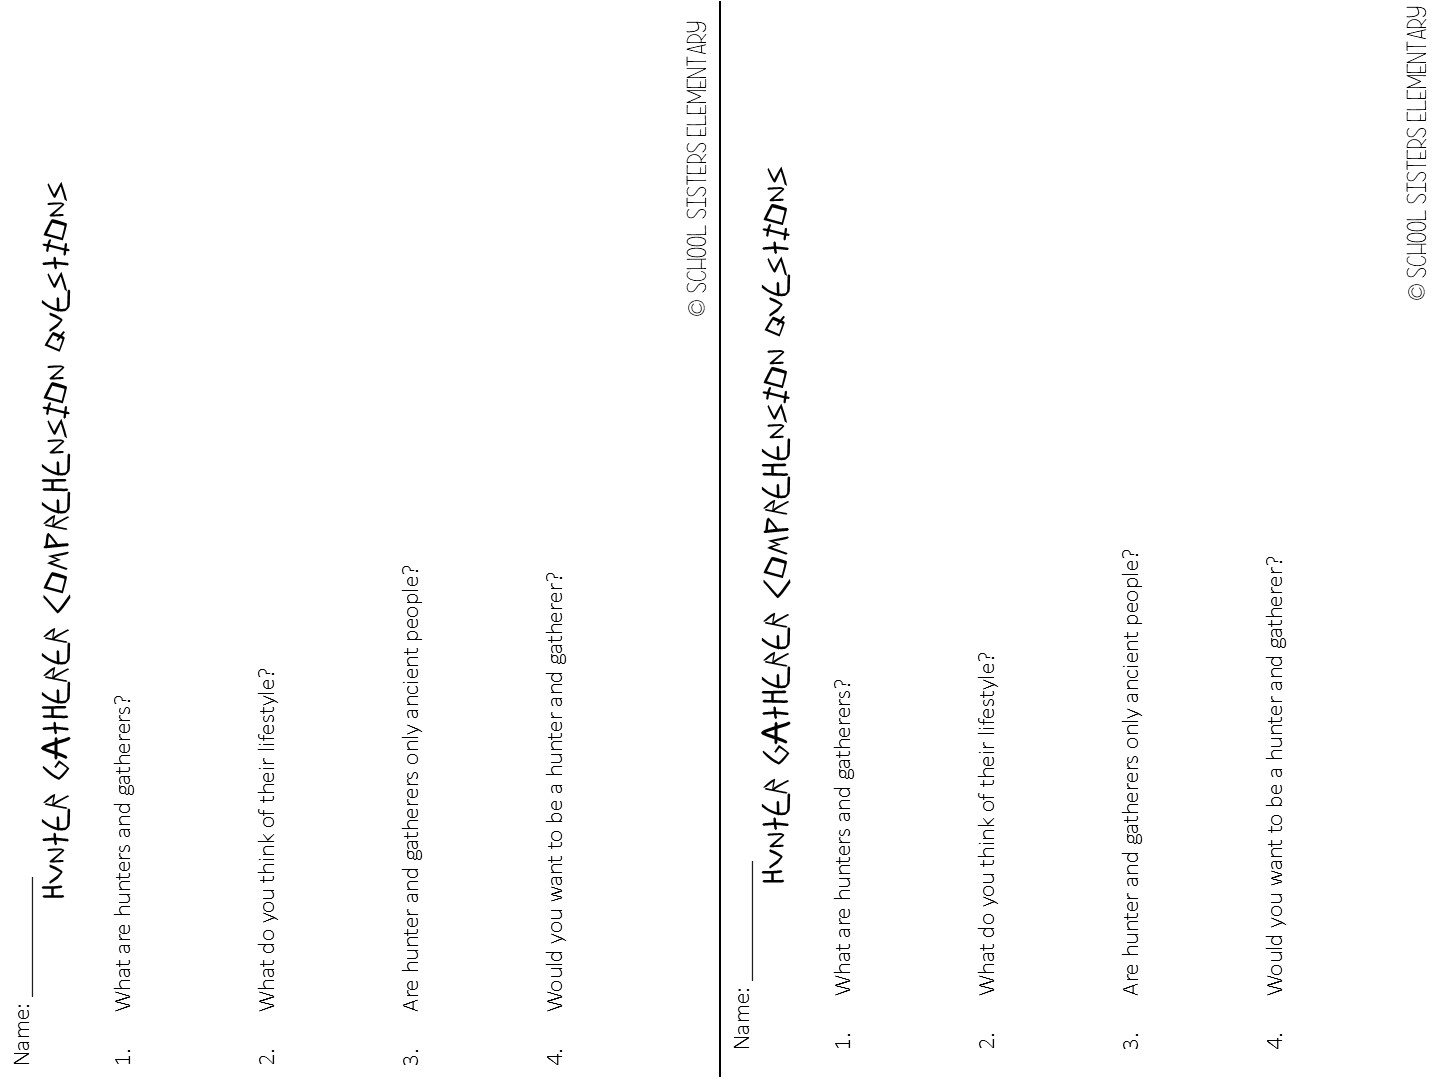 Name: __________
HUNTER GATHERER COMPREHENSION QUESTIONS
1. What are hunters and gatherers?
2. What do you think of their lifestyle?
3. Are hunter and gatherers only ancient people?
4. Would you want to be a hunter and gatherer?
© SCHOOL SISTERS ELEMENTARY
Name: __________
HUNTER GATHERER COMPREHENSION QUESTIONS
1. What are hunters and gatherers?
2. What do you think of their lifestyle?
3. Are hunter and gatherers only ancient people?
4. Would you want to be a hunter and gatherer?
© SCHOOL SISTERS ELEMENTARY